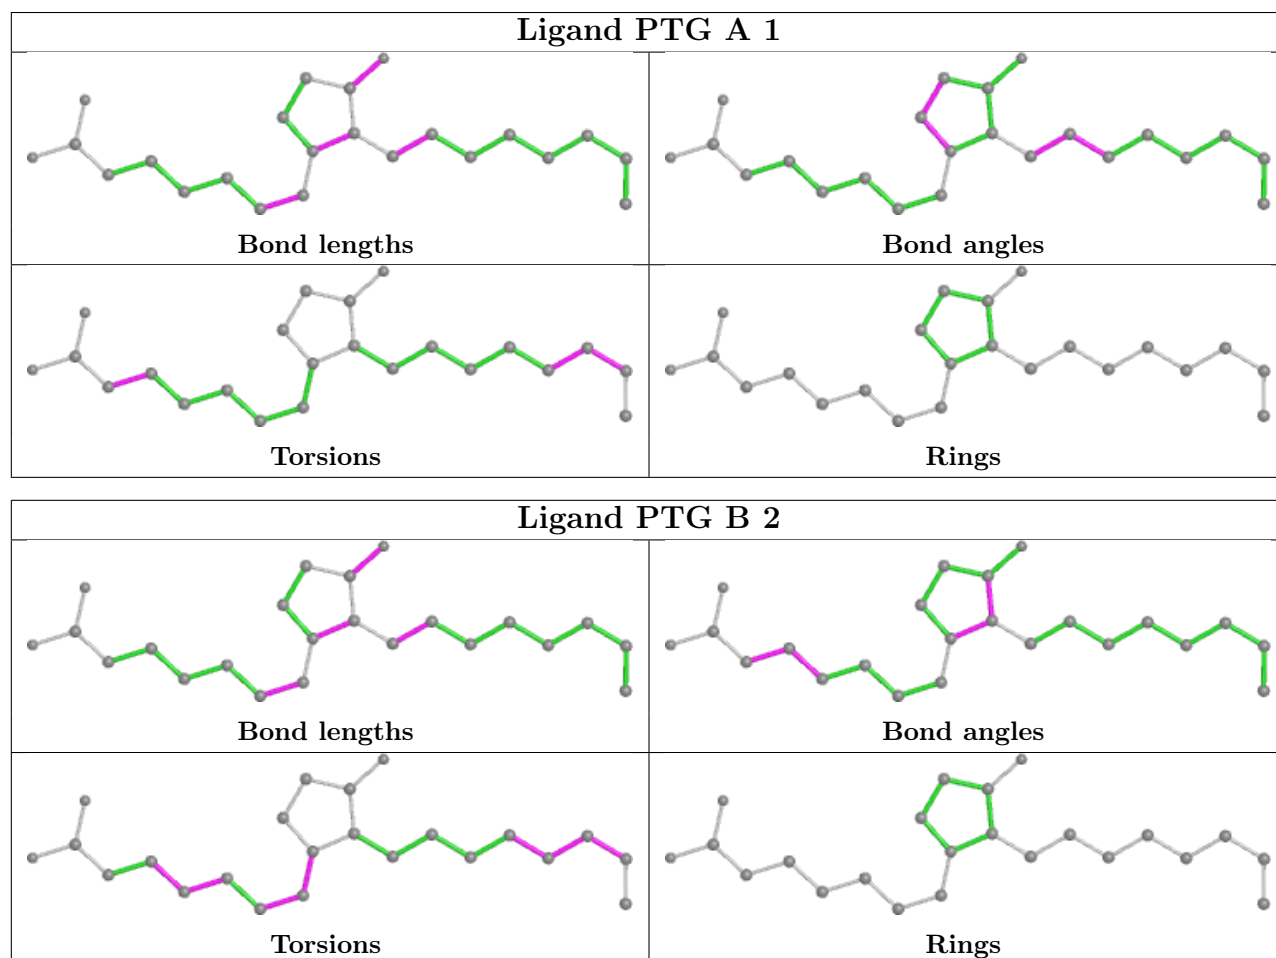 Ligand PTG A 1
Bond lengths
Bond angles
Torsions
Rings
Ligand PTG B 2
Bond lengths
Bond angles
Torsions
Rings